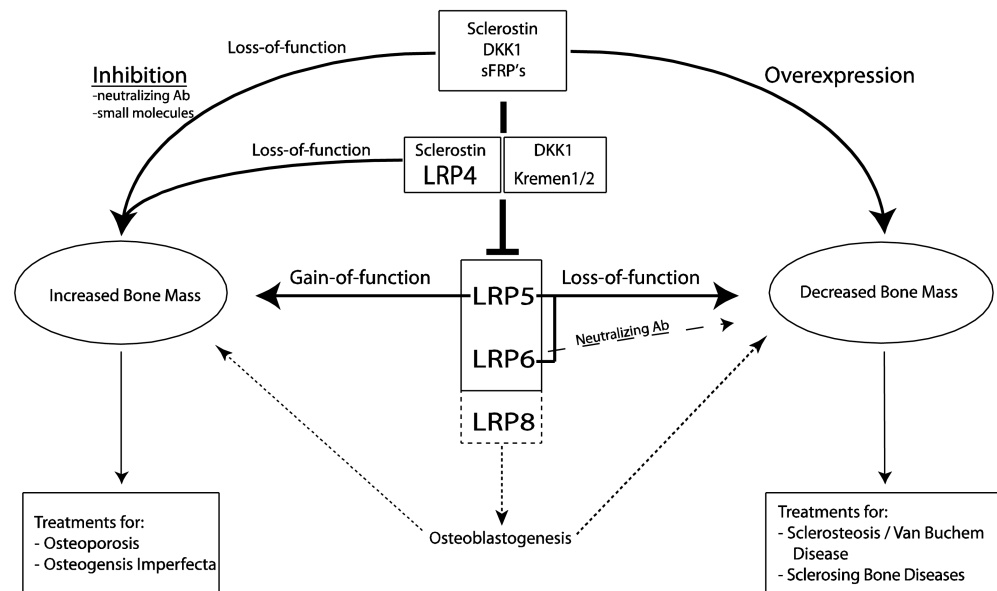 Sclerostin
DKK1
sFRP's
Loss-of-function
Inhibition
-neutralizing Ab
-small molecules
Overexpression
Loss-of-function
Sclerostin
LRP4
DKK1
Kremen1/2
Increased Bone Mass
Gain-of-function
LRP5
Loss-of-function
Decreased Bone Mass
Neutralizing Ab
LRP6
LRP8
Osteoblastogenesis
Treatments for:
- Osteoporosis
- Osteogensis Imperfecta
Treatments for:
- Sclerosteosis / Van Buchem
Disease
- Sclerosing Bone Diseases